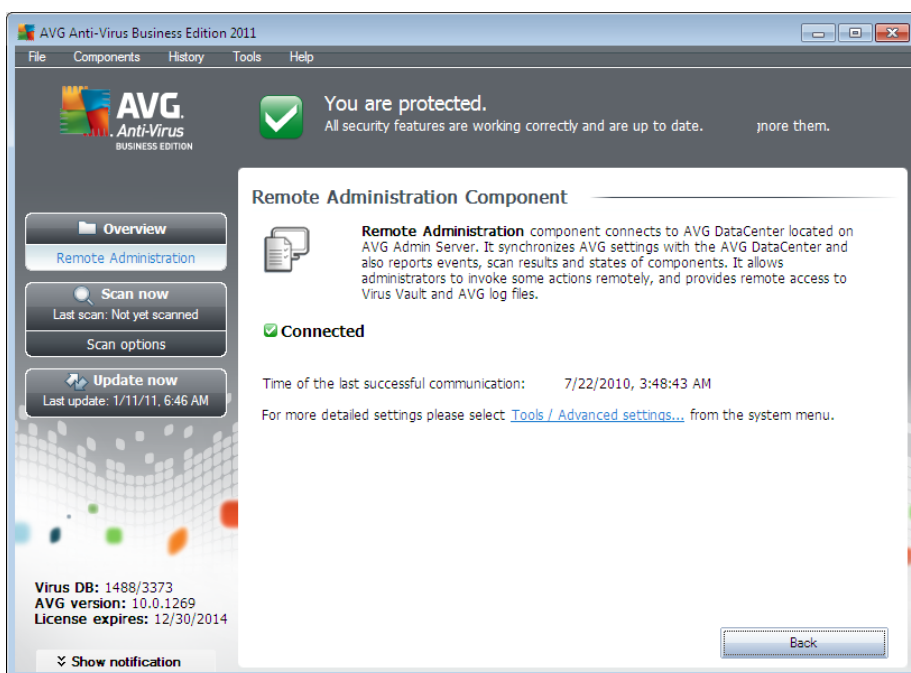 AVG Anti-Virus Business Edition 2011
File Components History Tools Help
AVG.
Anti-Virus
BUSINESS EDITION
You are protected.
All security features are working correctly and are up to date. gnore them.
Remote Administration Component
Overview
Remote Administration
Scan now
Last scan: Not yet scanned
Scan options
Update now
Last update: 1/11/11, 6:46 AM
Remote Administration component connects to AVG DataCenter located on
AVG Admin Server. It synchronizes AVG settings with the AVG DataCenter and
also reports events, scan results and states of components. It allows
administrators to invoke some actions remotely, and provides remote access to
Virus Vault and AVG log files.
Connected
Time of the last successful communication: 7/22/2010, 3:48:43 AM
For more detailed settings please select Tools / Advanced settings... from the system menu.
Virus DB: 1488/3373
AVG version: 10.0.1269
License expires: 12/30/2014
Show notification
Back